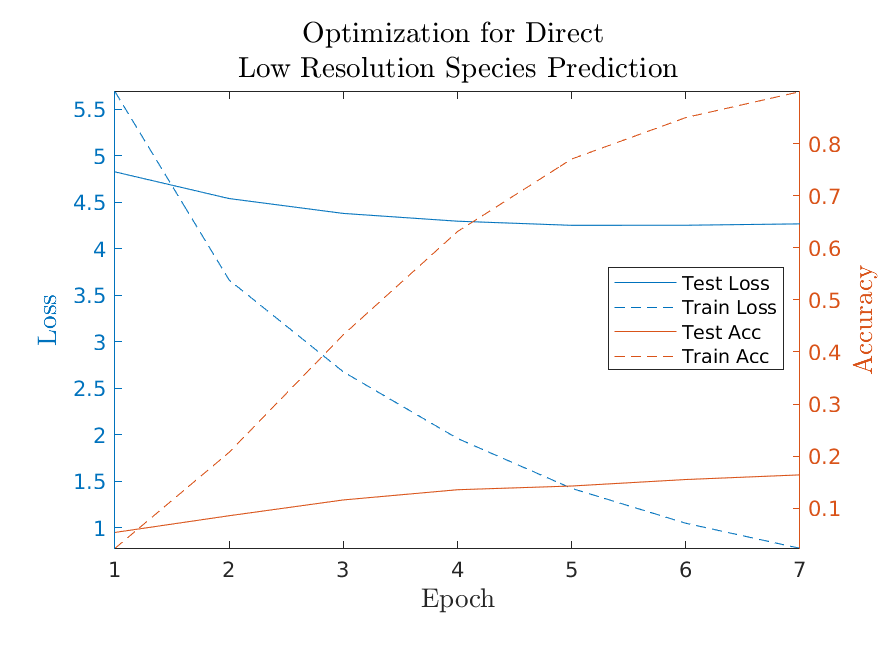 Optimization for Direct
Low Resolution Species Prediction
5.5
5
4.5
4
3.5
3
2.5
2
1.5
1
Loss
0.8
0.7
0.6
0.5
0.4
0.3
0.2
0.1
Accuracy
Test Loss
Train Loss
Test Acc
Train Acc
1 2 3 4 5 6 7
Epoch